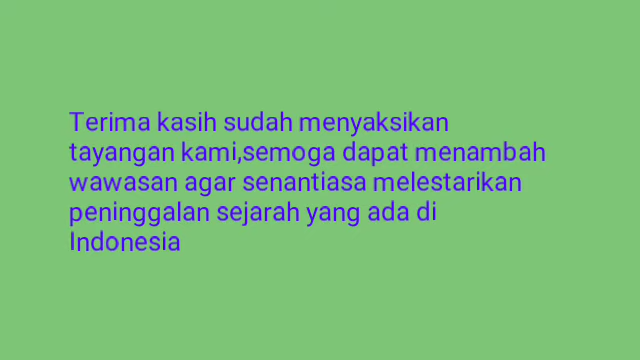 Terima kasih sudah menyaksikan
tayangan kami,semoga dapat menambah
wawasan agar senantiasa melestarikan
peninggalan sejarah yang ada di
Indonesia